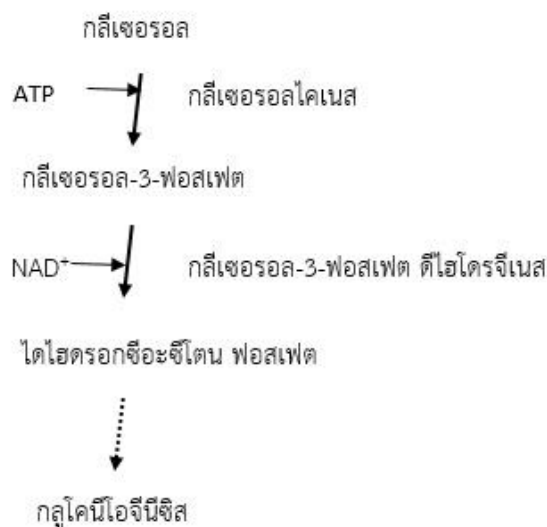 กลีเซอรอล
ATP กลีเซอรอลไคเนส
กลีเซอรอล-3-ฟอสเฟต
NAD⁺ กลีเซอรอล-3-ฟอสเฟต ดีไฮโดรจีเนส
ไดไฮดรอกซีอะซีโตน ฟอสเฟต
กลูโคนีโอจีนีซิส